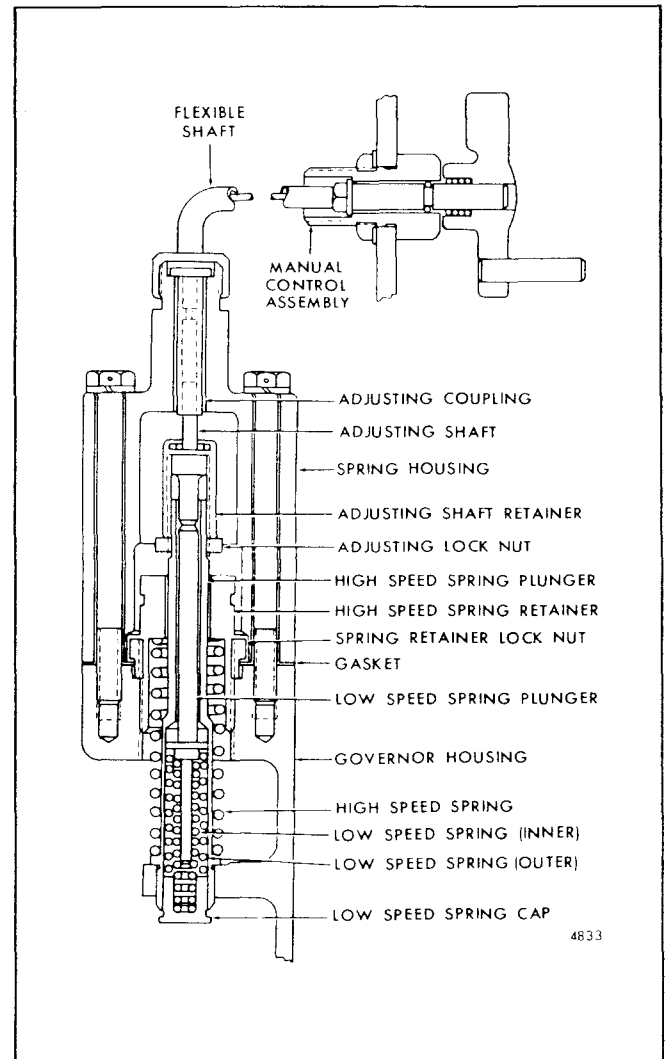 FLEXIBLE
SHAFT
MANUAL
CONTROL
ASSEMBLY
ADJUSTING COUPLING
ADJUSTING SHAFT
SPRING HOUSING
ADJUSTING SHAFT RETAINER
ADJUSTING LOCK NUT
HIGH SPEED SPRING PLUNGER
HIGH SPEED SPRING RETAINER
SPRING RETAINER LOCK NUT
GASKET
LOW SPEED SPRING PLUNGER
GOVERNOR HOUSING
HIGH SPEED SPRING
LOW SPEED SPRING (INNER)
LOW SPEED SPRING (OUTER)
LOW SPEED SPRING CAP
4833